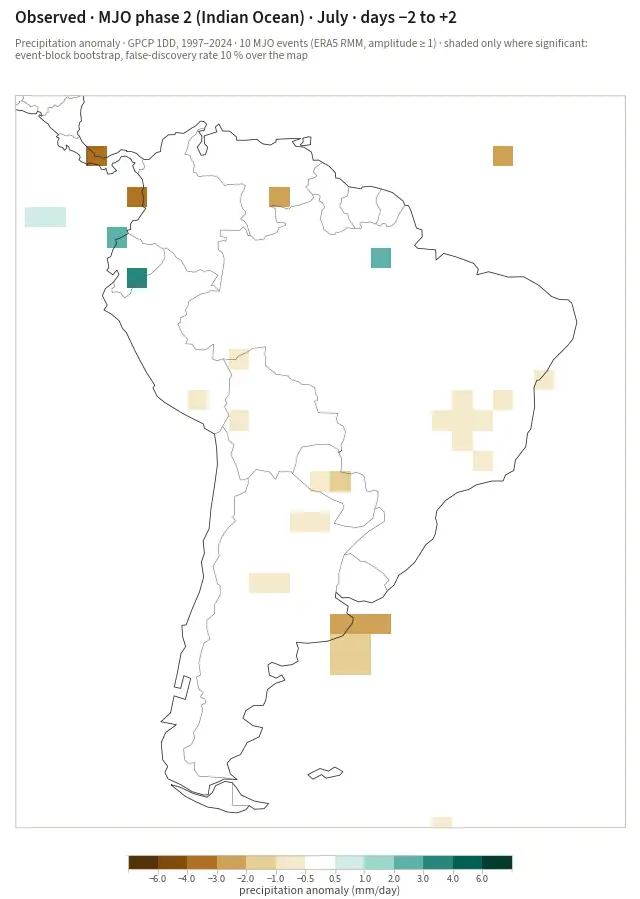 Observed · MJO phase 2 (Indian Ocean) · July · days −2 to +2
Precipitation anomaly · GPCP 1DD, 1997–2024 · 10 MJO events (ERA5 RMM, amplitude ≥ 1) · shaded only where significant:
event-block bootstrap, false-discovery rate 10 % over the map
−6.0 −4.0 −3.0 −2.0 −1.0 −0.5 0.5 1.0 2.0 3.0 4.0 6.0
precipitation anomaly (mm/day)